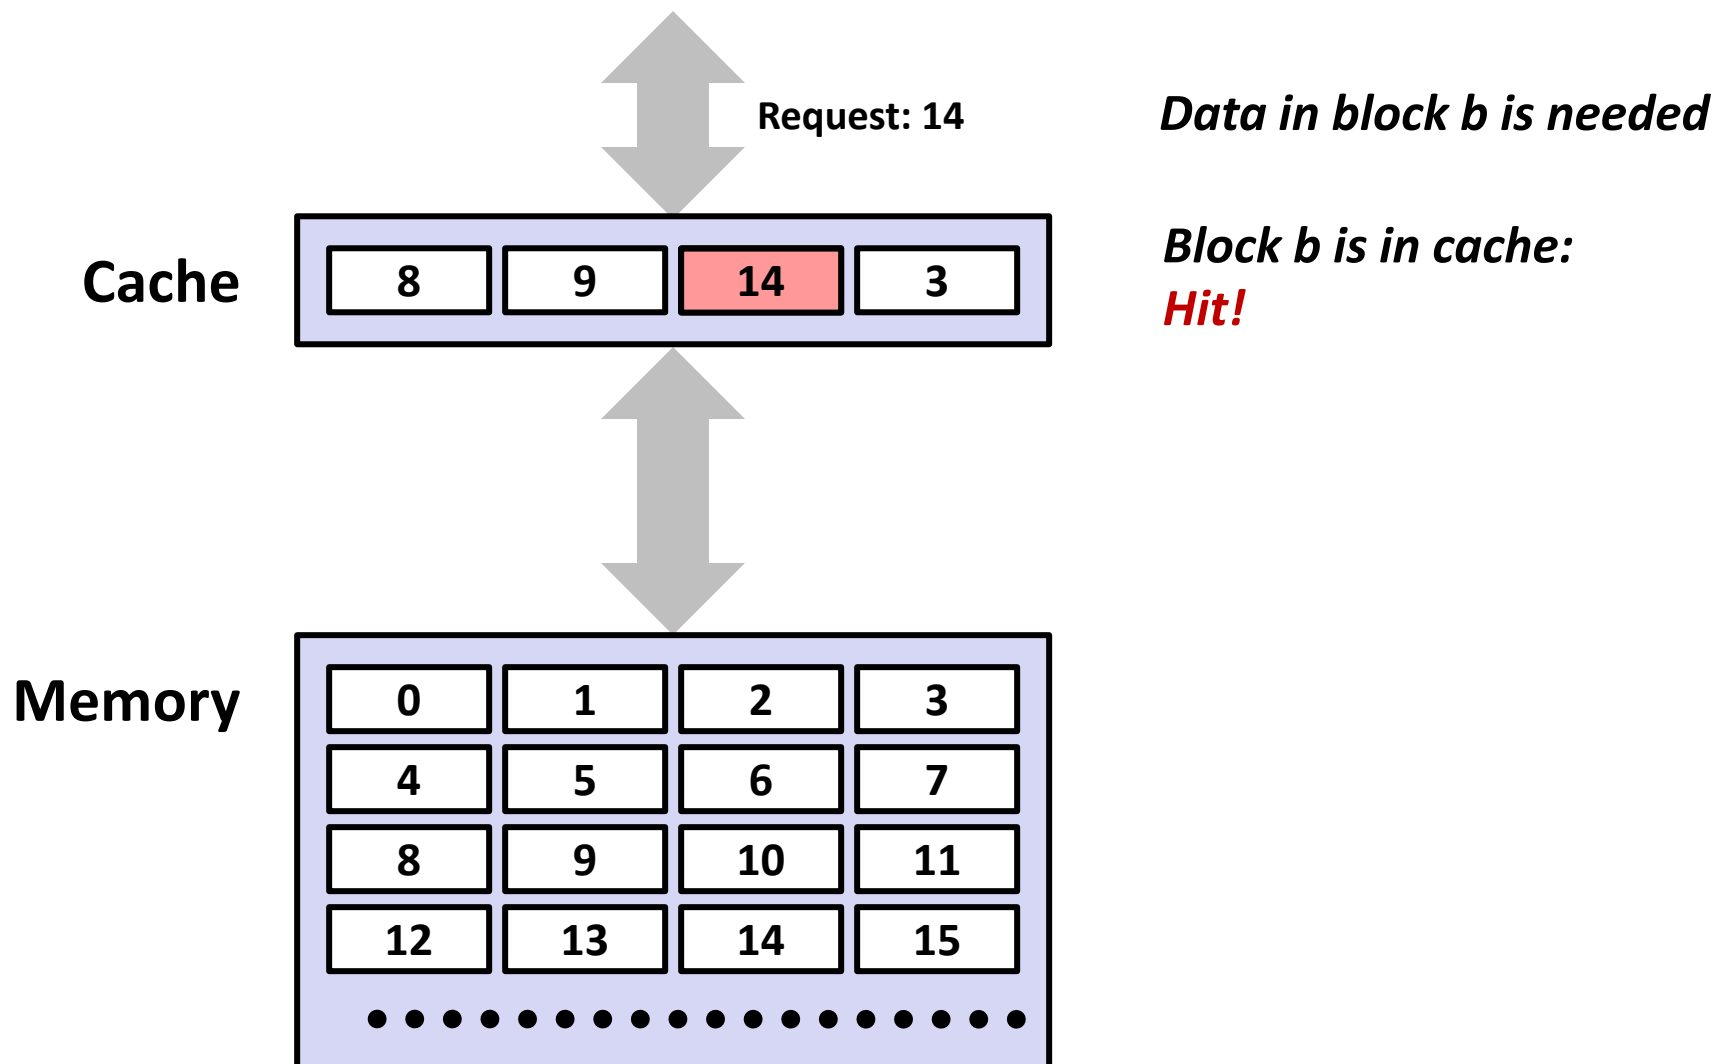 Request: 14
Data in block b is needed
Cache
8 9 14 3
Block b is in cache:
Hit!
Memory
0 1 2 3
4 5 6 7
8 9 10 11
12 13 14 15